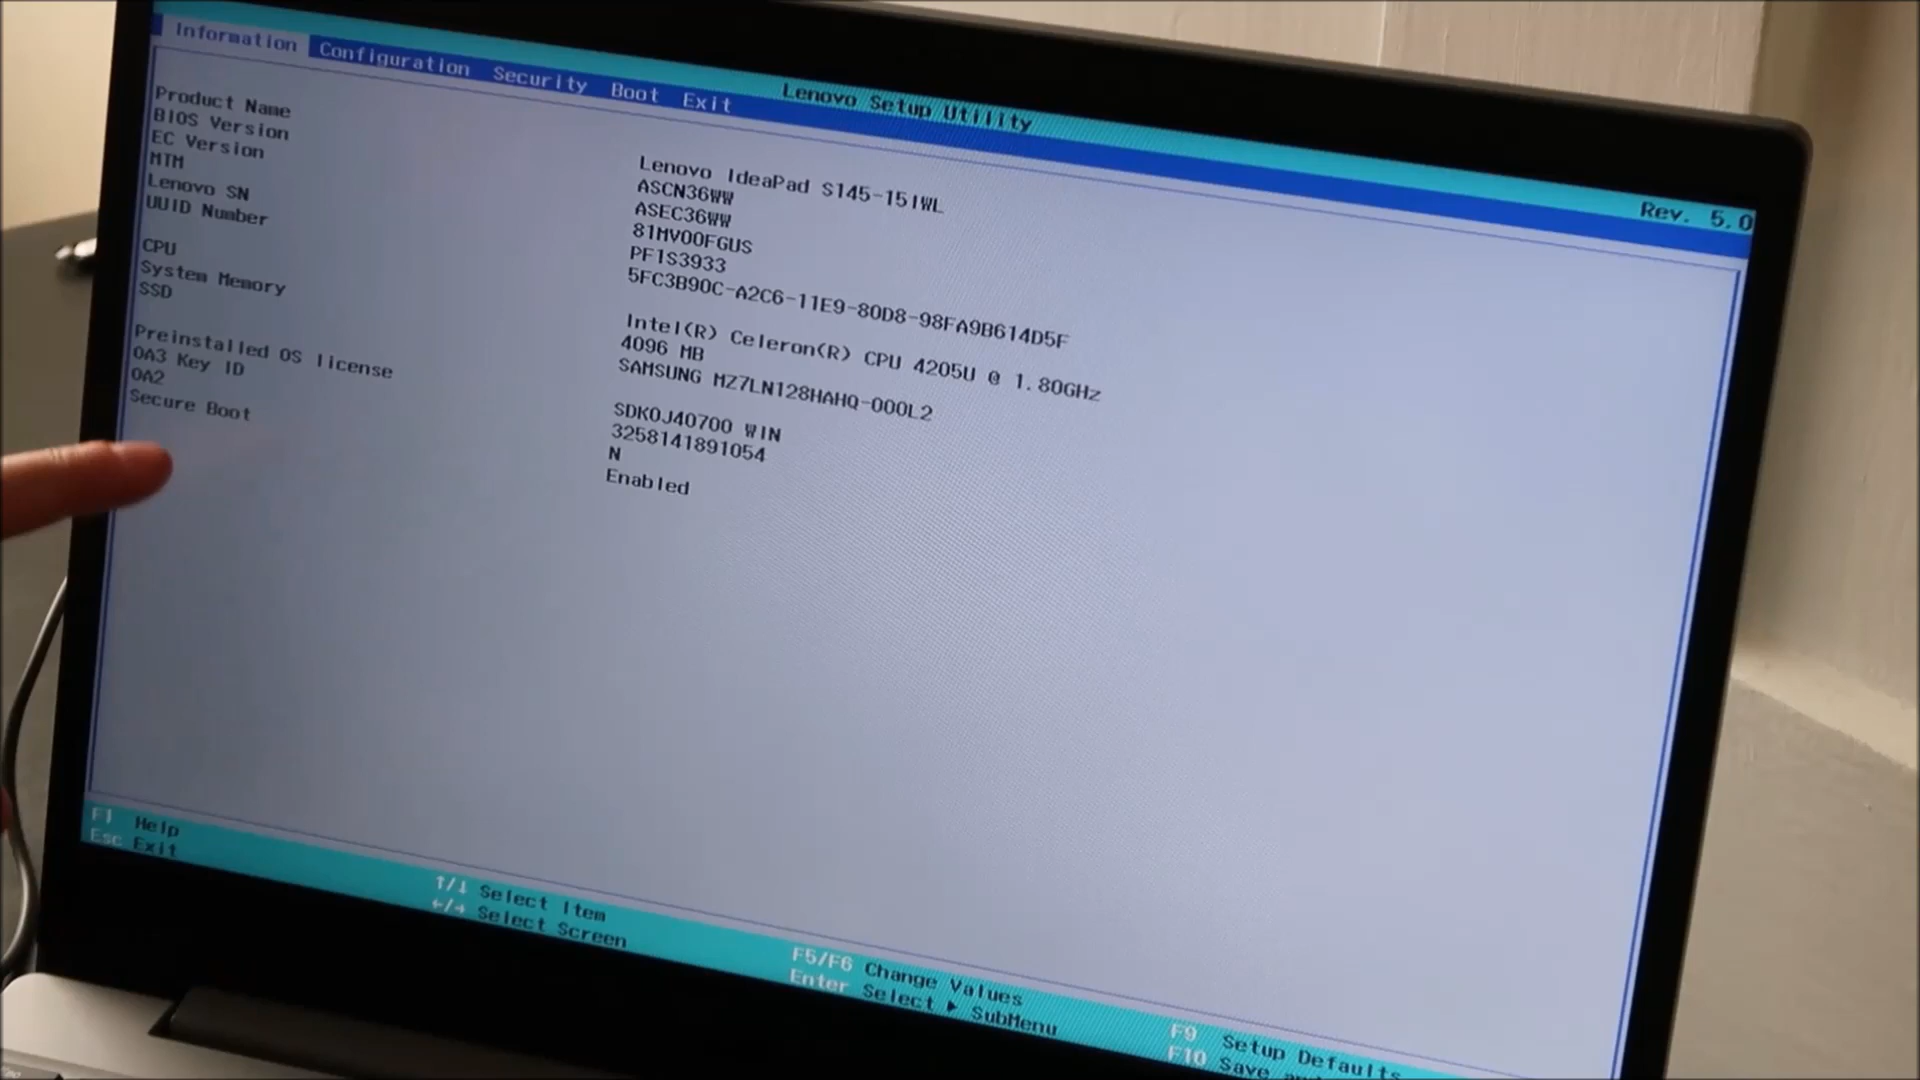 Lenovo Setup Utility
Information Configuration Security Boot Exit
Rev. 5.0
Product Name Lenovo IdeaPad S145-15IWL
BIOS Version ASCN36WW
EC Version ASEC36WW
MTM 81MV00FGUS
Lenovo SN PF1S3933
UUID Number 5FC3B90C-A2C6-11E9-80D8-98FA9B614D5F
CPU Intel(R) Celeron(R) CPU 4205U @ 1.80GHz
System Memory 4096 MB
SSD SAMSUNG MZ7LN128HAHQ-000L2
Preinstalled OS license SDK0J40700 WIN
OA3 Key ID 3258141891054
OA2 N
Secure Boot Enabled
F1 Help ↑/↓ Select Item F5/F6 Change Values F9 Setup Defaults
Esc Exit ←/→ Select Screen Enter Select ▶ SubMenu F10 Save